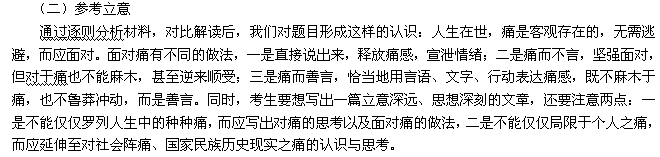 （二）参考立意
通过逐则分析材料，对比解读后，我们对题目形成这样的认识：人生在世，痛是客观存在的，无需逃
避，而应面对。面对痛有不同的做法，一是直接说出来，释放痛感，宣泄情绪；二是痛而不言，坚强面对，
但对于痛也不能麻木，甚至逆来顺受；三是痛而善言，恰当地用言语、文字、行动表达痛感，既不麻木于
痛，也不鲁莽冲动，而是善言。同时，考生要想写出一篇立意深远、思想深刻的文章，还要注意两点：一
是不能仅仅罗列人生中的种种痛，而应写出对痛的思考以及面对痛的做法，二是不能仅仅局限于个人之痛，
而应延伸至对社会阵痛、国家民族历史现实之痛的认识与思考。